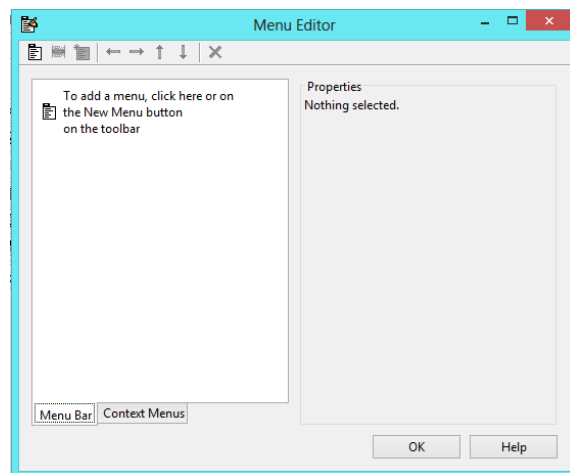 Menu Editor
To add a menu, click here or on
the New Menu button
on the toolbar
Properties
Nothing selected.
Menu Bar
Context Menus
OK
Help